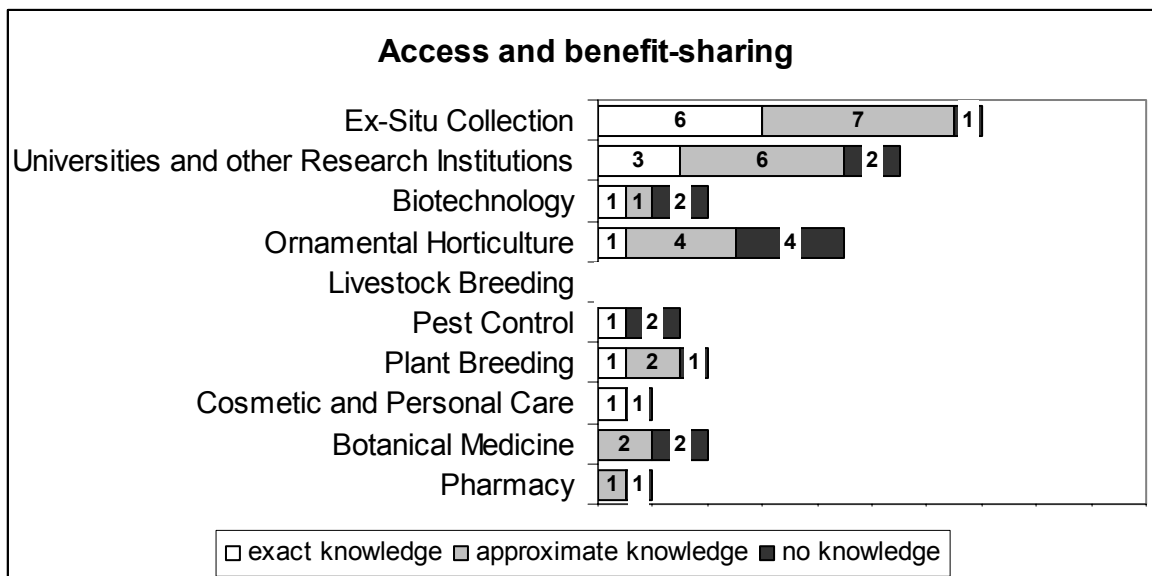 Access and benefit-sharing
Ex-Situ Collection 6 7 1
Universities and other Research Institutions 3 6 2
Biotechnology 1 1 2
Ornamental Horticulture 1 4 4
Livestock Breeding
Pest Control 1 2
Plant Breeding 1 2 1
Cosmetic and Personal Care 1 1
Botanical Medicine 2 2
Pharmacy 1 1
exact knowledge approximate knowledge no knowledge